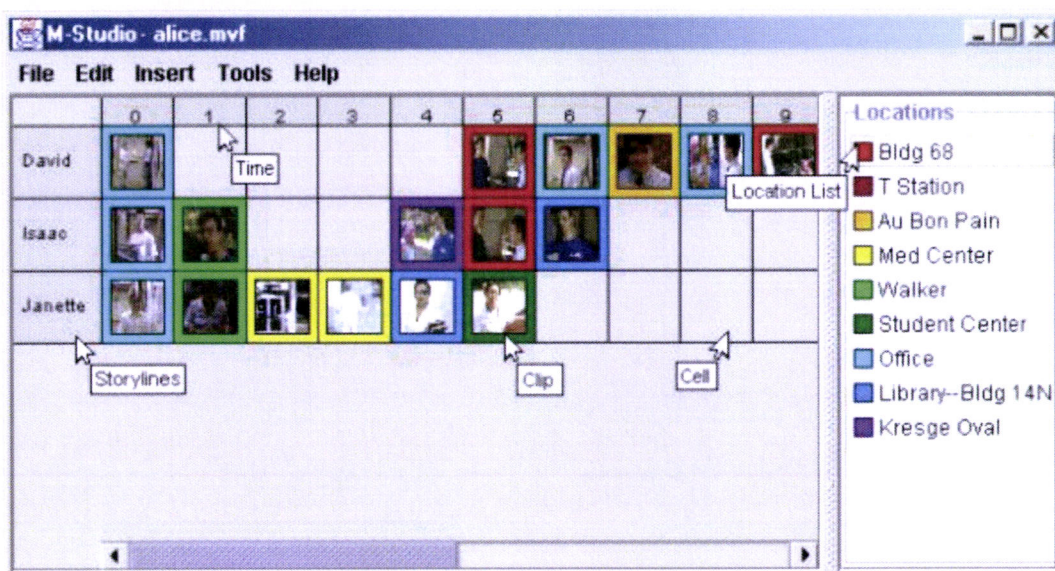 M-Studio - alice.mvf
File Edit Insert Tools Help
0 1 2 3 4 5 6 7 8 9
Locations
David
Time
Bldg 68
Location List
T Station
Au Bon Pain
Isaac
Med Center
Walker
Janette
Student Center
Office
Storylines
Clip
Cell
Library--Bldg 14N
Kresge Oval